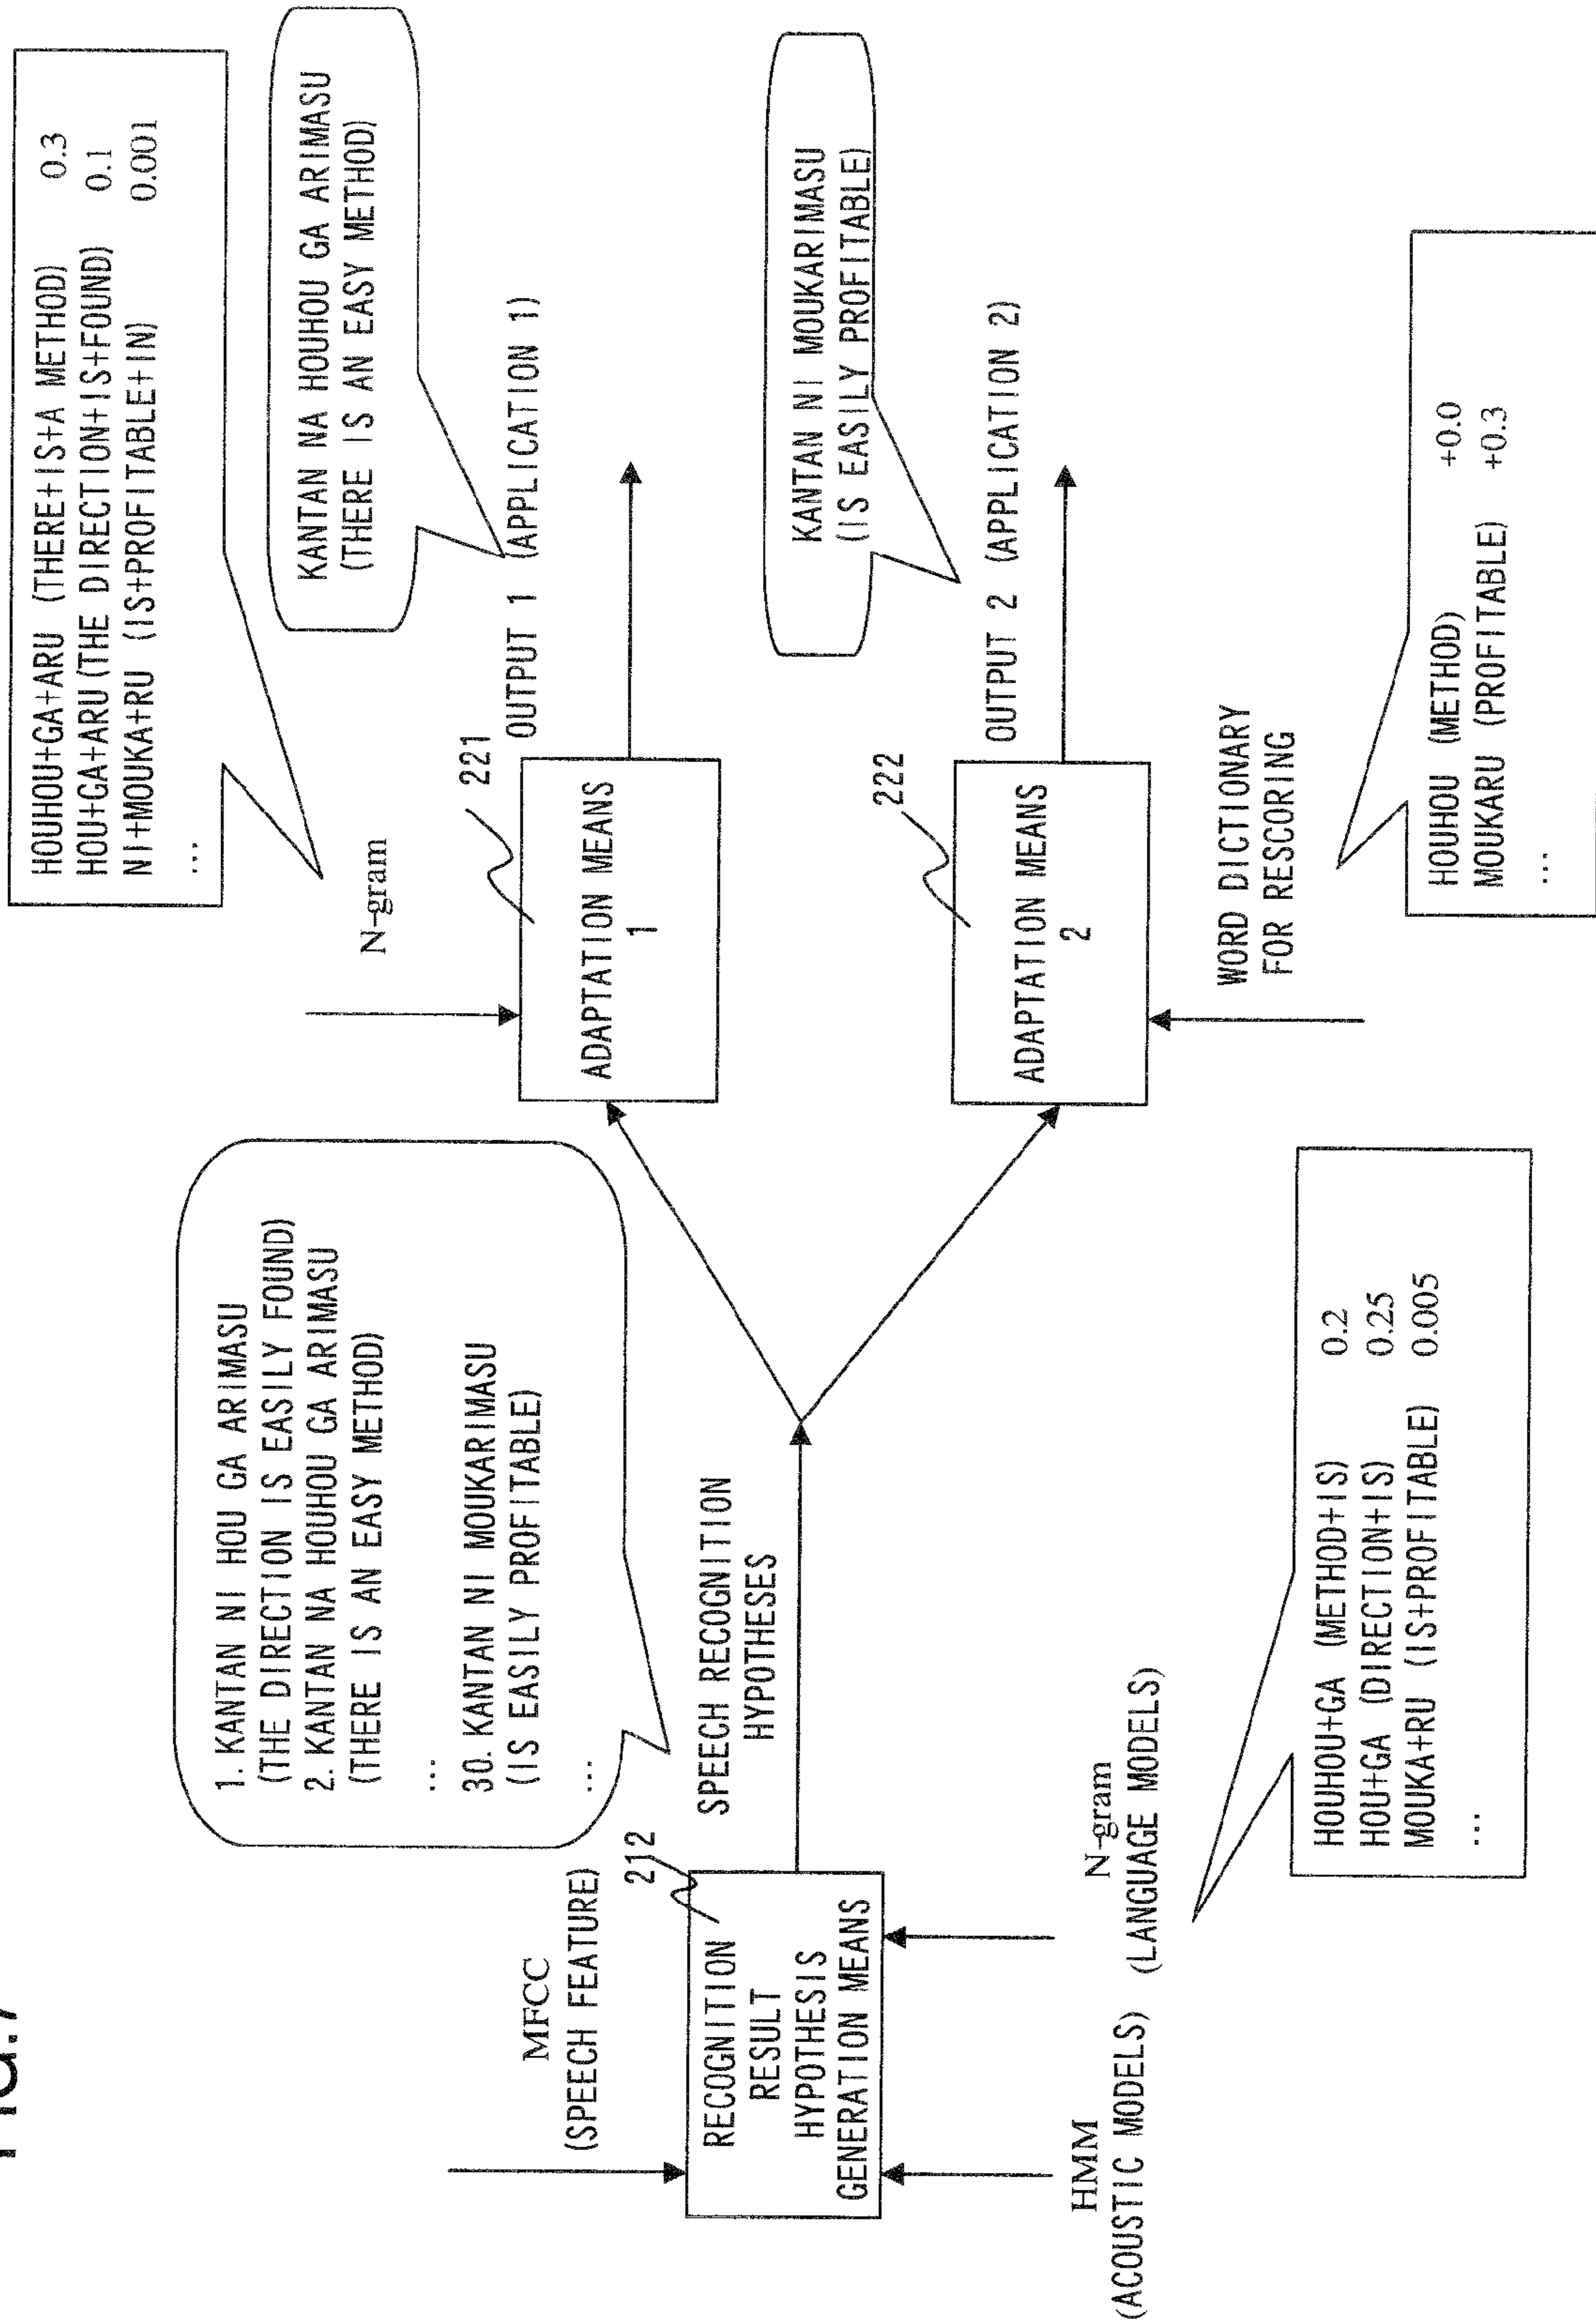 FIG.7
MFCC
(SPEECH FEATURE)
212
RECOGNITION
RESULT
HYPOTHESIS
GENERATION MEANS
HMM
(ACOUSTIC MODELS)
N-gram
(LANGUAGE MODELS)
HOUHOU+GA (METHOD+IS) 0.2
HOU+GA (DIRECTION+IS) 0.25
MOUKA+RU (IS+PROFITABLE) 0.005
...
1. KANTAN NI HOU GA ARIMASU
(THE DIRECTION IS EASILY FOUND)
2. KANTAN NA HOUHOU GA ARIMASU
(THERE IS AN EASY METHOD)
...
30. KANTAN NI MOUKARIMASU
(IS EASILY PROFITABLE)
...
SPEECH RECOGNITION
HYPOTHESES
HOUHOU+GA+ARU (THERE+IS+A METHOD) 0.3
HOU+GA+ARU(THE DIRECTION+IS+FOUND) 0.1
NI+MOUKA+RU (IS+PROFITABLE+IN) 0.001
...
N-gram
221
ADAPTATION MEANS
1
KANTAN NA HOUHOU GA ARIMASU
(THERE IS AN EASY METHOD)
OUTPUT 1 (APPLICATION 1)
222
ADAPTATION MEANS
2
KANTAN NI MOUKARIMASU
(IS EASILY PROFITABLE)
OUTPUT 2 (APPLICATION 2)
WORD DICTIONARY
FOR RESCORING
HOUHOU (METHOD) +0.0
MOUKARU (PROFITABLE) +0.3
...